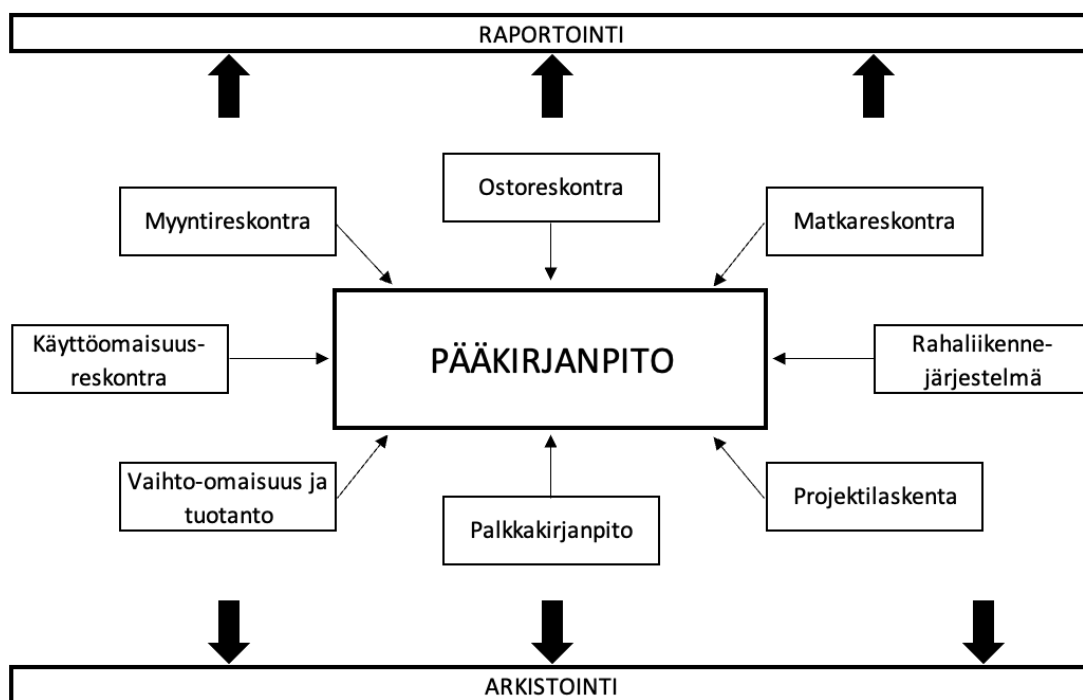 RAPORTOINTI
Ostoreskontra
Myyntireskontra
Matkareskontra
Käyttöomaisuus-
reskontra
PÄÄKIRJANPITO
Rahaliikenne-
järjestelmä
Vaihto-omaisuus ja
tuotanto
Palkkakirjanpito
Projektilaskenta
ARKISTOINTI